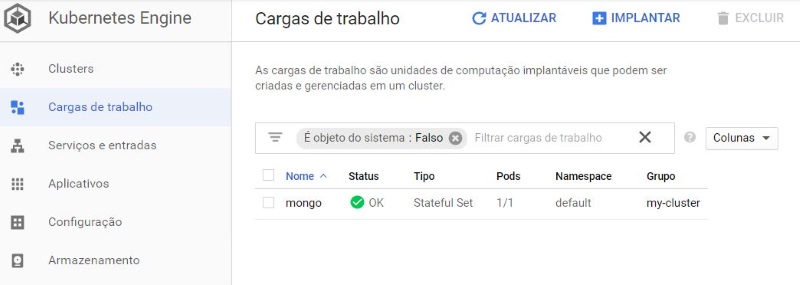 Kubernetes Engine
Clusters
Cargas de trabalho
Serviços e entradas
Aplicativos
Configuração
Armazenamento
Cargas de trabalho ATUALIZAR IMPLANTAR EXCLUIR
As cargas de trabalho são unidades de computação implantáveis que podem ser
criadas e gerenciadas em um cluster.
É objeto do sistema : Falso Filtrar cargas de trabalho Colunas
Nome Status Tipo Pods Namespace Grupo
mongo OK Stateful Set 1/1 default my-cluster